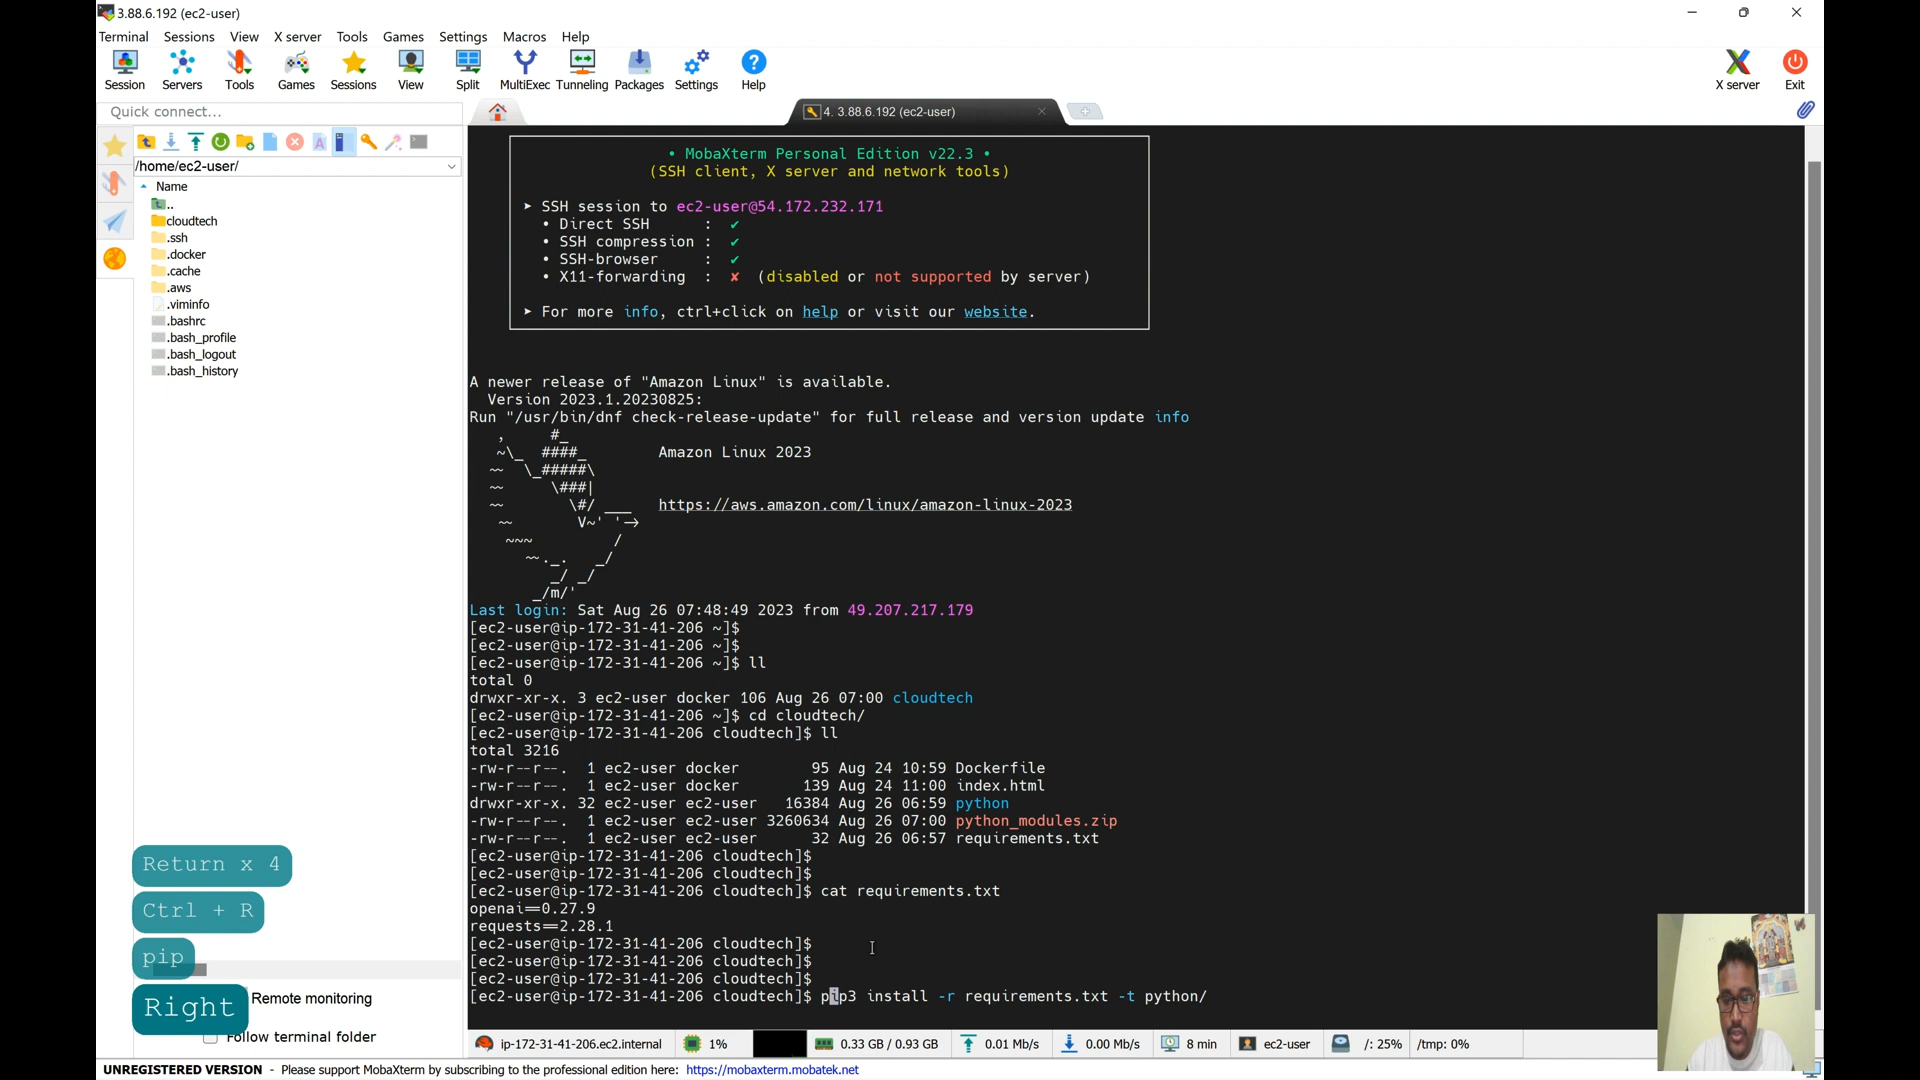 3.88.6.192 (ec2-user)
Terminal Sessions View X server Tools Games Settings Macros Help
Session Servers Tools Games Sessions View Split MultiExec Tunneling Packages Settings Help X server Exit
Quick connect...
4. 3.88.6.192 (ec2-user)
/home/ec2-user/
Name
..
cloudtech
.ssh
.docker
.cache
.aws
.viminfo
.bashrc
.bash_profile
.bash_logout
.bash_history
• MobaXterm Personal Edition v22.3 •
(SSH client, X server and network tools)
➤ SSH session to ec2-user@54.172.232.171
• Direct SSH : ✔
• SSH compression : ✔
• SSH-browser : ✔
• X11-forwarding : ✘ (disabled or not supported by server)
➤ For more info, ctrl+click on help or visit our website.
A newer release of "Amazon Linux" is available.
Version 2023.1.20230825:
Run "/usr/bin/dnf check-release-update" for full release and version update info
, #_
~\_ ####_ Amazon Linux 2023
~~ \_#####\
~~ \###|
~~ \#/ ___ https://aws.amazon.com/linux/amazon-linux-2023
~~ V~' '->
~~~ /
~~._. _/
_/ _/
_/m/'
Last login: Sat Aug 26 07:48:49 2023 from 49.207.217.179
[ec2-user@ip-172-31-41-206 ~]$
[ec2-user@ip-172-31-41-206 ~]$
[ec2-user@ip-172-31-41-206 ~]$ ll
total 0
drwxr-xr-x. 3 ec2-user docker 106 Aug 26 07:00 cloudtech
[ec2-user@ip-172-31-41-206 ~]$ cd cloudtech/
[ec2-user@ip-172-31-41-206 cloudtech]$ ll
total 3216
-rw-r--r--. 1 ec2-user docker 95 Aug 24 10:59 Dockerfile
-rw-r--r--. 1 ec2-user docker 139 Aug 24 11:00 index.html
drwxr-xr-x. 32 ec2-user ec2-user 16384 Aug 26 06:59 python
-rw-r--r--. 1 ec2-user ec2-user 3260634 Aug 26 07:00 python_modules.zip
-rw-r--r--. 1 ec2-user ec2-user 32 Aug 26 06:57 requirements.txt
[ec2-user@ip-172-31-41-206 cloudtech]$
[ec2-user@ip-172-31-41-206 cloudtech]$
[ec2-user@ip-172-31-41-206 cloudtech]$ cat requirements.txt
openai==0.27.9
requests==2.28.1
[ec2-user@ip-172-31-41-206 cloudtech]$
[ec2-user@ip-172-31-41-206 cloudtech]$
[ec2-user@ip-172-31-41-206 cloudtech]$
[ec2-user@ip-172-31-41-206 cloudtech]$ pip3 install -r requirements.txt -t python/
Return x 4
Ctrl + R
pip
Right
Remote monitoring
Follow terminal folder
ip-172-31-41-206.ec2.internal 1% 0.33 GB / 0.93 GB 0.01 Mb/s 0.00 Mb/s 8 min ec2-user /: 25% /tmp: 0%
UNREGISTERED VERSION - Please support MobaXterm by subscribing to the professional edition here: https://mobaxterm.mobatek.net